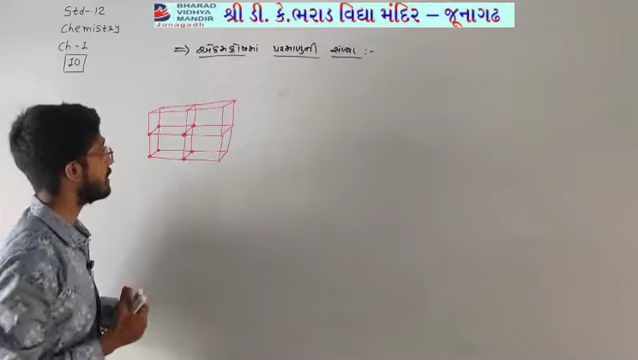 Std-12
Chemistry
Ch-1
10
BHARAD
VIDHYA
MANDIR
Junagadh
શ્રી ડી. કે.ભરાડ વિદ્યા મંદિર – જૂનાગઢ
⇒ એકમકોષમાં પરમાણુની સંખ્યા :-